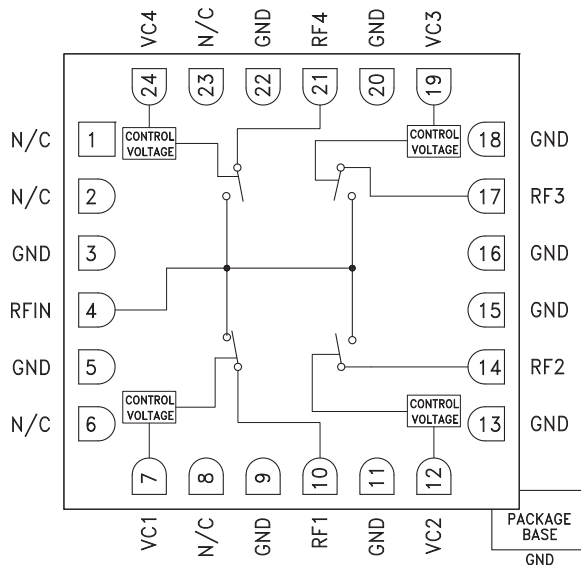 VC4 N/C GND RF4 GND VC3
24 23 22 21 20 19
N/C 1 CONTROL VOLTAGE CONTROL VOLTAGE 18 GND
N/C 2 17 RF3
GND 3 16 GND
RFIN 4 15 GND
GND 5 14 RF2
N/C 6 CONTROL VOLTAGE CONTROL VOLTAGE 13 GND
7 8 9 10 11 12
VC1 N/C GND RF1 GND VC2
PACKAGE
BASE
GND